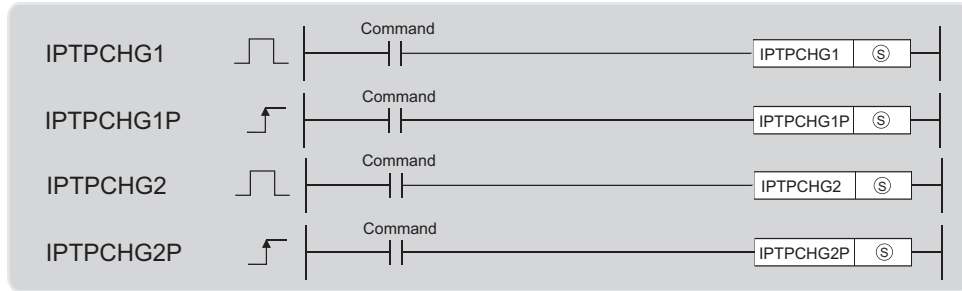 Command
IPTPCHG1 IPTPCHG1 Ⓢ
Command
IPTPCHG1P IPTPCHG1P Ⓢ
Command
IPTPCHG2 IPTPCHG2 Ⓢ
Command
IPTPCHG2P IPTPCHG2P Ⓢ